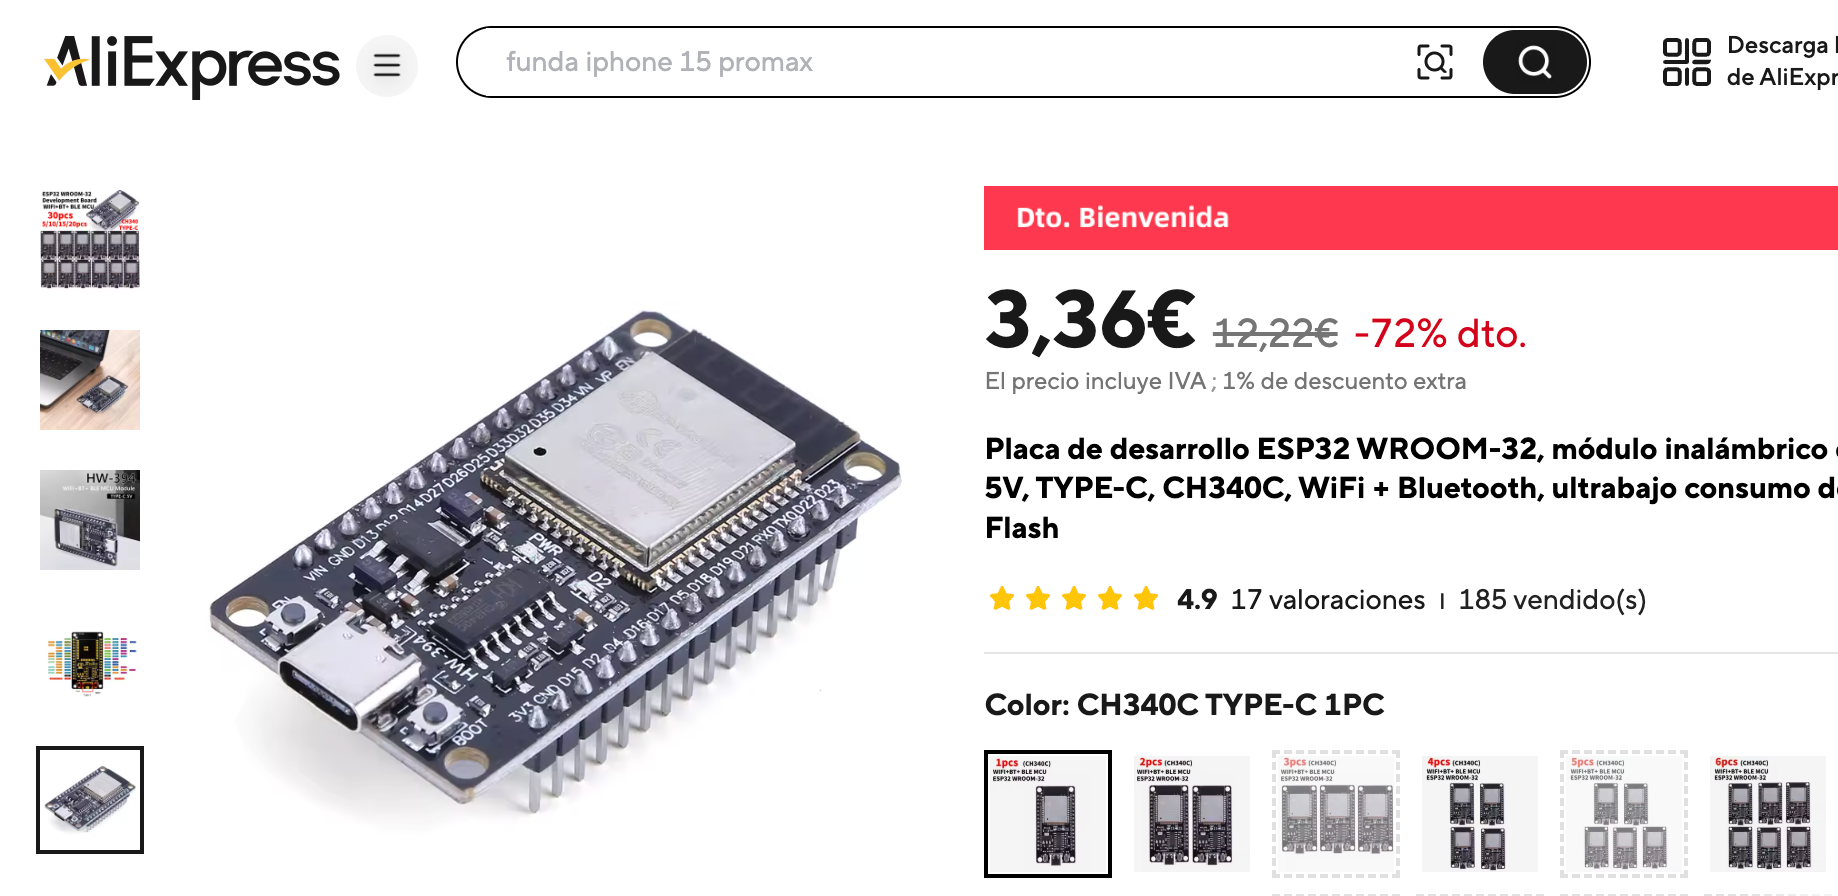 AliExpress
funda iphone 15 promax
Descarga
de AliExpr
ESP32 WROOM-32
Development Board
WIFI+BT+ BLE MCU
30pcs
5/10/15/20pcs
CH340
TYPE-C
HW-394
WIFI+BT+ BLE MCU Module
TYPE-C 5V
VIN GND D13 D12 D14 D27 D26 D25 D33 D32 D35 D34 VN VP EN
EN
PWR
D2
HW-394
BOOT
3V3 GND D15 D2 D4 D16 D17 D5 D18 D19 D21 RX0 TX0 D22 D23
Dto. Bienvenida
3,36€ 12,22€ -72% dto.
El precio incluye IVA ; 1% de descuento extra
Placa de desarrollo ESP32 WROOM-32, módulo inalámbrico
5V, TYPE-C, CH340C, WiFi + Bluetooth, ultrabajo consumo
Flash
4.9 17 valoraciones | 185 vendido(s)
Color: CH340C TYPE-C 1PC
1pcs (CH340C)
WIFI+BT+ BLE MCU
ESP32 WROOM-32
2pcs (CH340C)
WIFI+BT+ BLE MCU
ESP32 WROOM-32
3pcs (CH340C)
WIFI+BT+ BLE MCU
ESP32 WROOM-32
4pcs (CH340C)
WIFI+BT+ BLE MCU
ESP32 WROOM-32
5pcs (CH340C)
WIFI+BT+ BLE MCU
ESP32 WROOM-32
6pcs (CH340C)
WIFI+BT+ BLE MCU
ESP32 WROOM-32